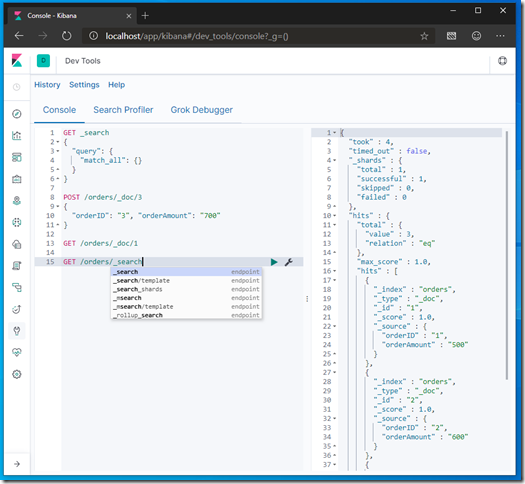 Console - Kibana
localhost/app/kibana#/dev_tools/console?_g=()
D Dev Tools
History Settings Help
Console Search Profiler Grok Debugger
1 GET _search
2 {
3 "query": {
4 "match_all": {}
5 }
6 }
7
8 POST /orders/_doc/3
9 {
10 "orderID": "3", "orderAmount": "700"
11 }
12
13 GET /orders/_doc/1
14
15 GET /orders/_search
_search endpoint
_search/template endpoint
_search_shards endpoint
_msearch endpoint
_msearch/template endpoint
_rollup_search endpoint
1 {
2 "took" : 4,
3 "timed_out" : false,
4 "_shards" : {
5 "total" : 1,
6 "successful" : 1,
7 "skipped" : 0,
8 "failed" : 0
9 },
10 "hits" : {
11 "total" : {
12 "value" : 3,
13 "relation" : "eq"
14 },
15 "max_score" : 1.0,
16 "hits" : [
17 {
18 "_index" : "orders",
19 "_type" : "_doc",
20 "_id" : "1",
21 "_score" : 1.0,
22 "_source" : {
23 "orderID" : "1",
24 "orderAmount" : "500"
25 }
26 },
27 {
28 "_index" : "orders",
29 "_type" : "_doc",
30 "_id" : "2",
31 "_score" : 1.0,
32 "_source" : {
33 "orderID" : "2",
34 "orderAmount" : "600"
35 }
36 },
37 {